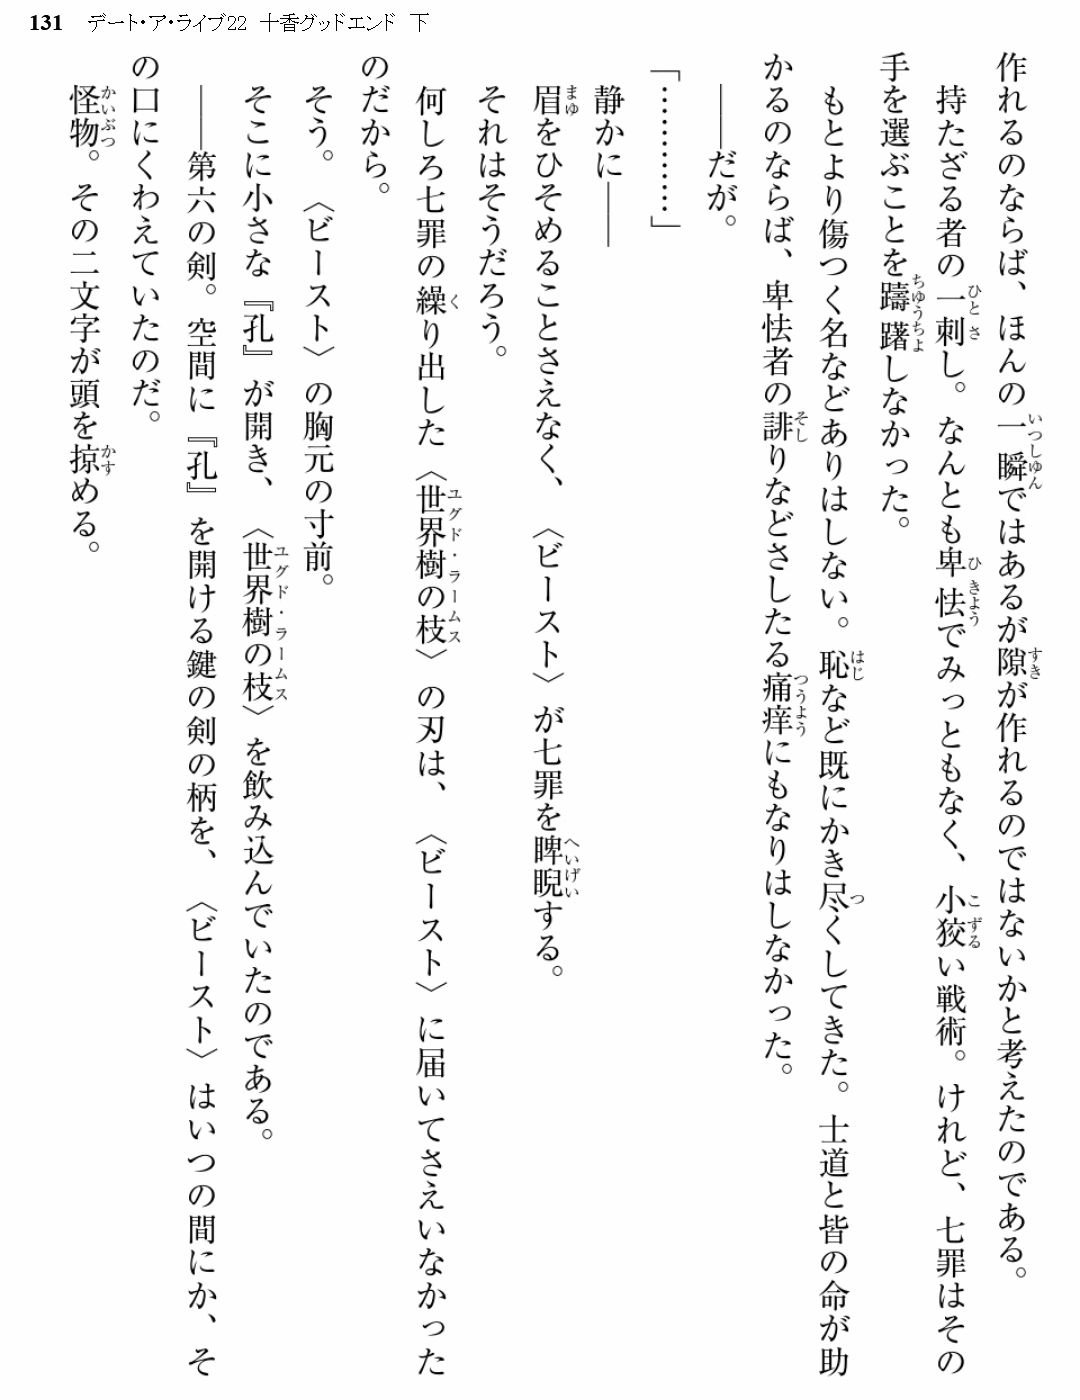 131 デート・ア・ライブ22 十香グッドエンド 下
作れるのならば、ほんの一瞬ではあるが隙が作れるのではないかと考えたのである。
持たざる者の一刺し。なんとも卑怯でみっともなく、小狡い戦術。けれど、七罪はその
手を選ぶことを躊躇しなかった。
もとより傷つく名などありはしない。恥など既にかき尽くしてきた。士道と皆の命が助
かるのならば、卑怯者の誹りなどさしたる痛痒にもなりはしなかった。
――だが。
「…………」
静かに――
眉をひそめることさえなく、〈ビースト〉が七罪を睥睨する。
それはそうだろう。
何しろ七罪の繰り出した〈世界樹の枝〉の刃は、〈ビースト〉に届いてさえいなかった
のだから。
そう。〈ビースト〉の胸元の寸前。
そこに小さな『孔』が開き、〈世界樹の枝〉を飲み込んでいたのである。
――第六の剣。空間に『孔』を開ける鍵の剣の柄を、〈ビースト〉はいつの間にか、そ
の口にくわえていたのだ。
怪物。その二文字が頭を掠める。